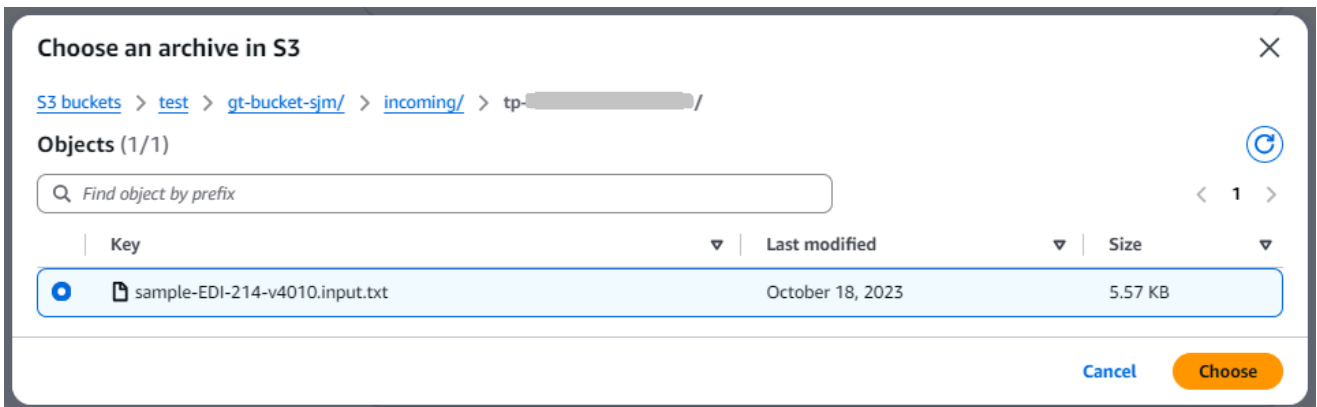 Choose an archive in S3
S3 buckets > test > gt-bucket-sjm/ > incoming/ > tp- /
Objects (1/1)
Find object by prefix
< 1 >
Key Last modified Size
sample-EDI-214-v4010.input.txt October 18, 2023 5.57 KB
Cancel Choose